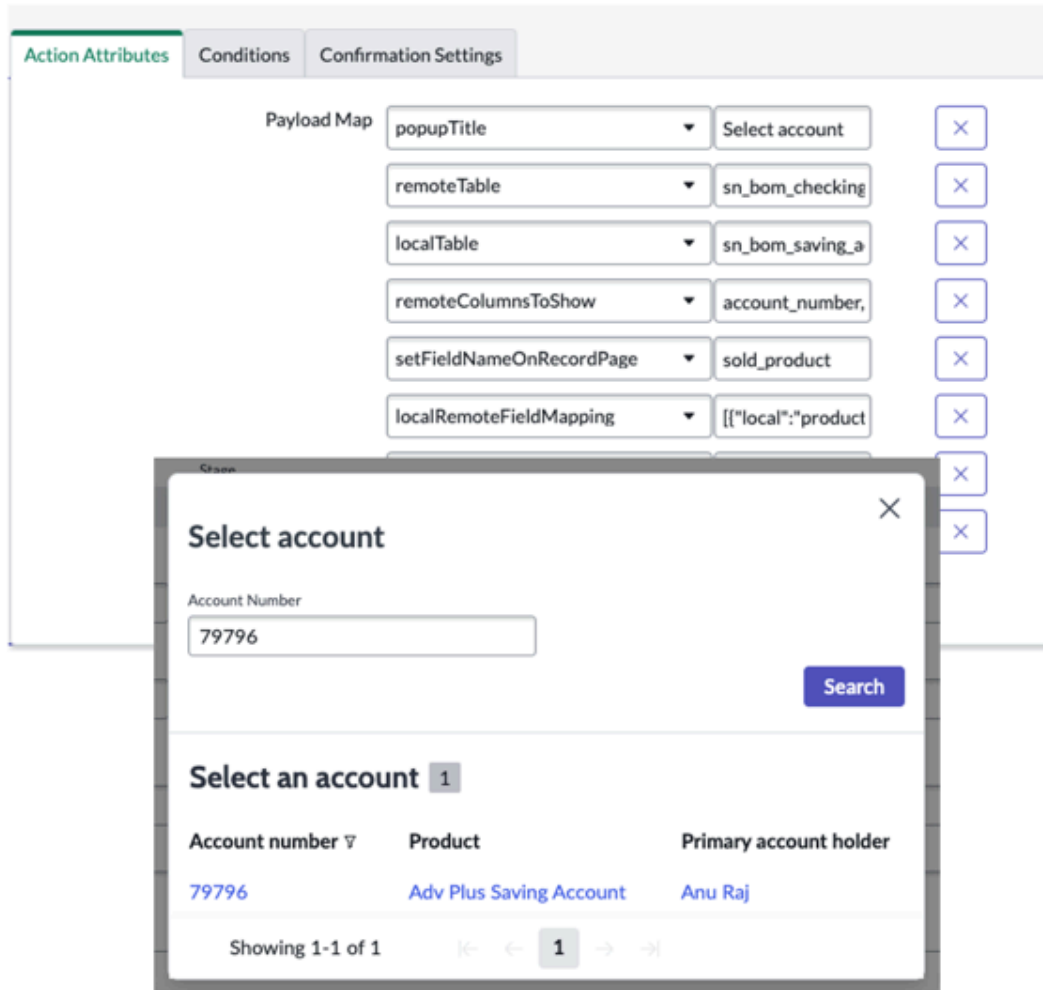 Action Attributes Conditions Confirmation Settings
Payload Map popupTitle Select account
remoteTable sn_bom_checking
localTable sn_bom_saving_a
remoteColumnsToShow account_number,
setFieldNameOnRecordPage sold_product
localRemoteFieldMapping [{"local":"product
Stage
Select account
Account Number
79796
Search
Select an account 1
Account number Product Primary account holder
79796 Adv Plus Saving Account Anu Raj
Showing 1-1 of 1 1